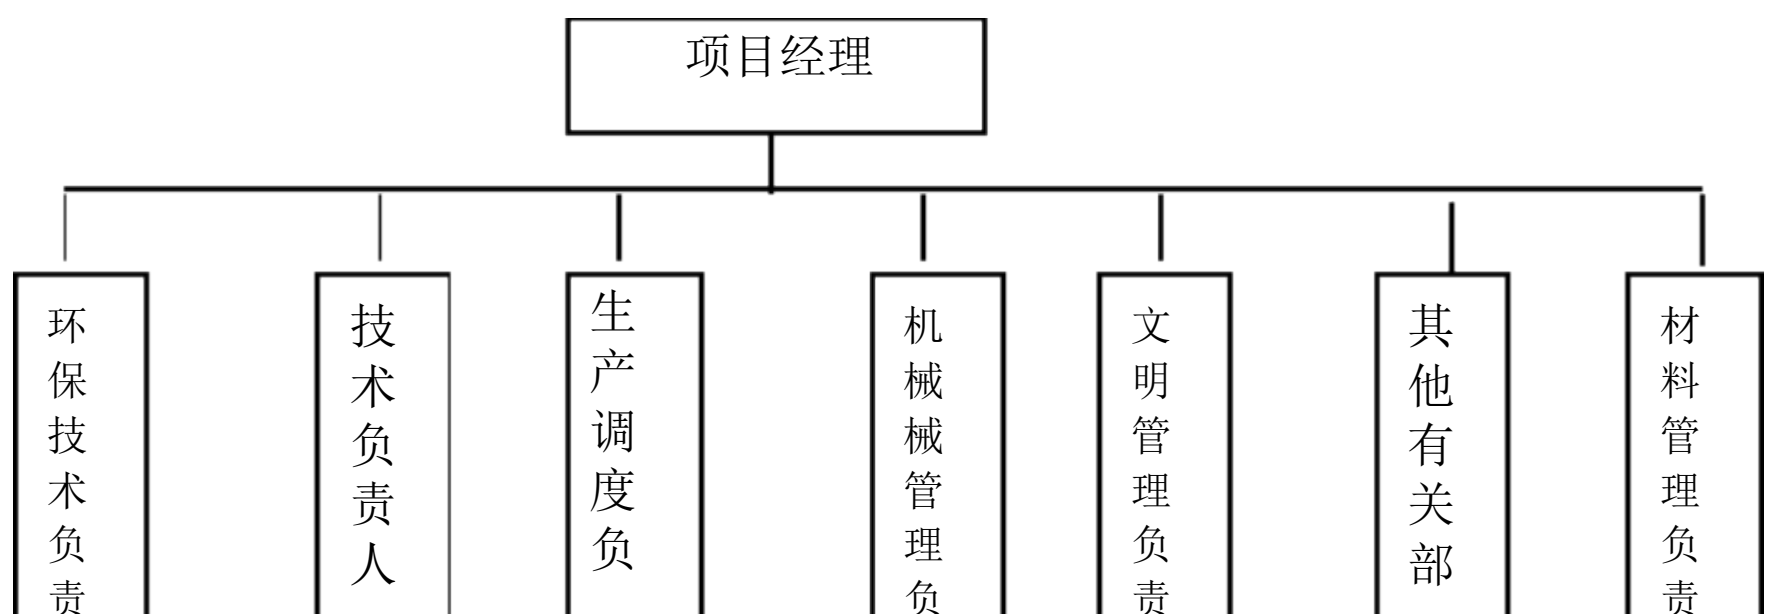 项目经理
环保技术负责
技术负责人
生产调度负
机械械管理负
文明管理负责
其他有关部
材料管理负责